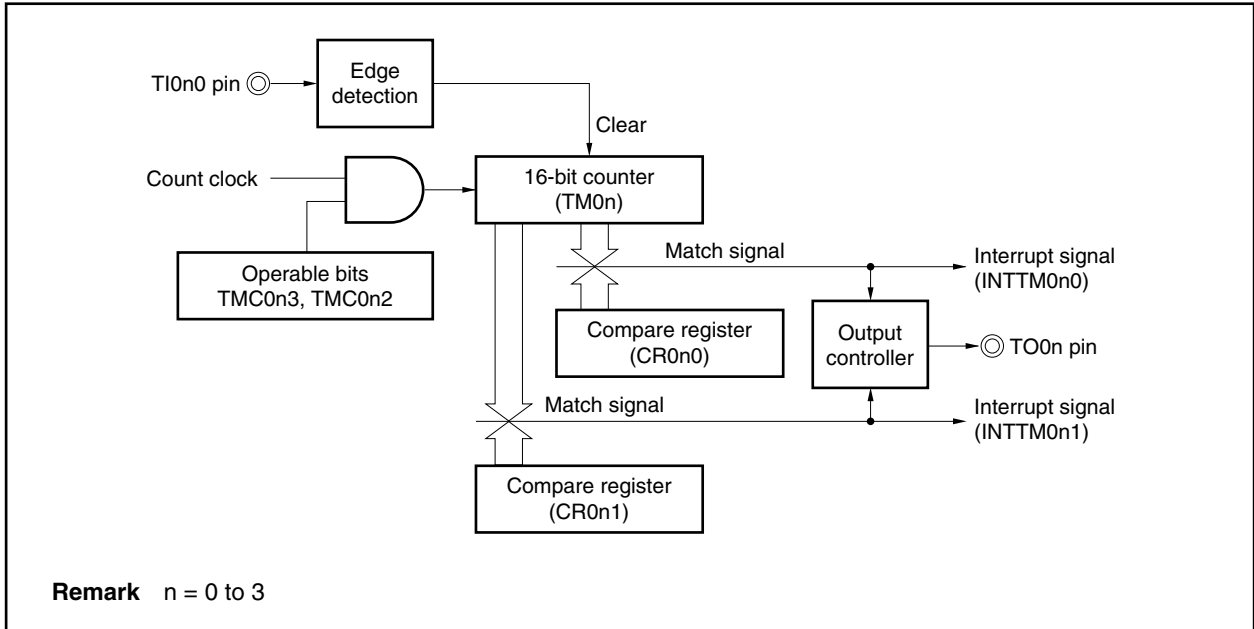 TI0n0 pin
Edge
detection
Clear
Count clock
16-bit counter
(TM0n)
Operable bits
TMC0n3, TMC0n2
Match signal
Interrupt signal
(INTTM0n0)
Compare register
(CR0n0)
Output
controller
TO0n pin
Match signal
Interrupt signal
(INTTM0n1)
Compare register
(CR0n1)
Remark n = 0 to 3